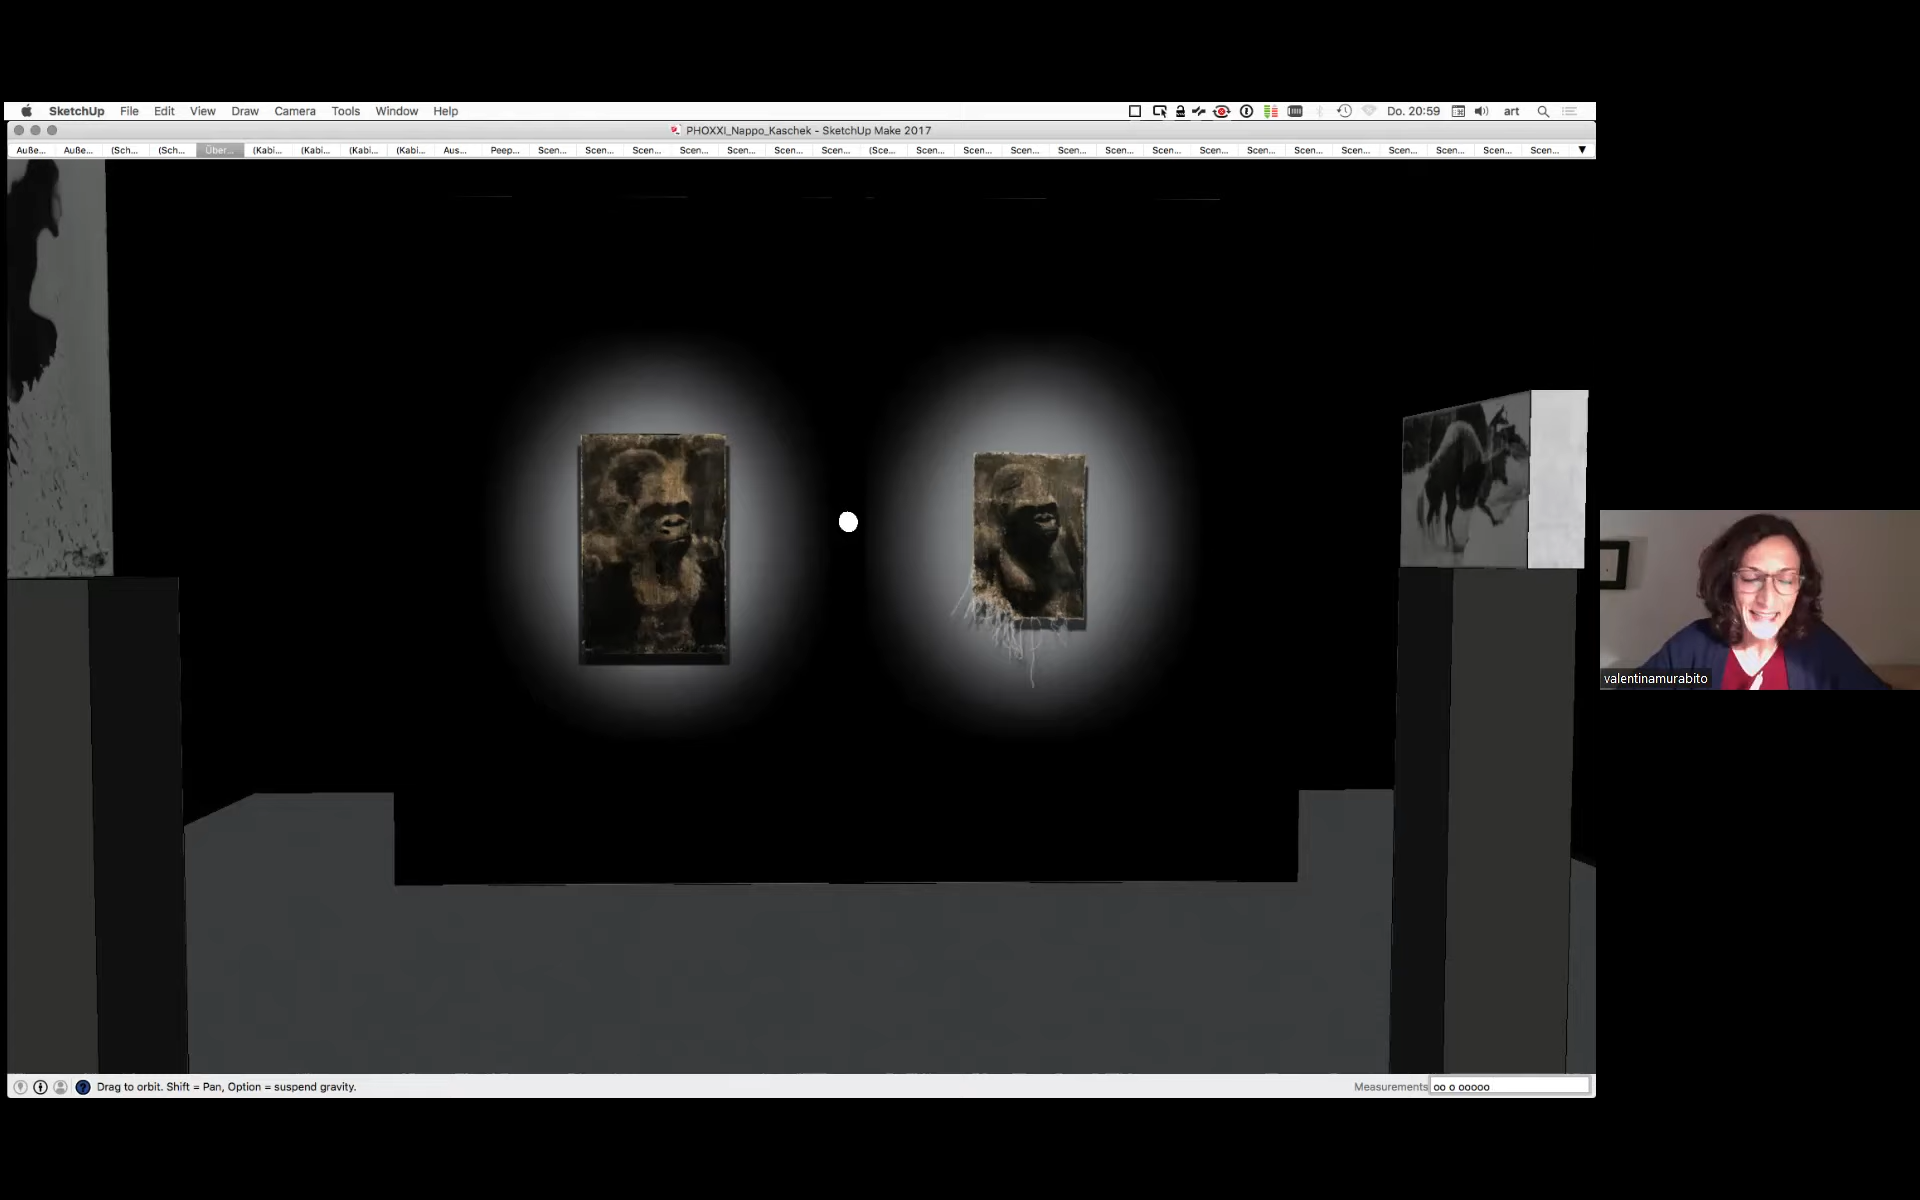 SketchUp File Edit View Draw Camera Tools Window Help Do. 20:59 art
PHOXXI_Nappo_Kaschek - SketchUp Make 2017
Auße... Auße... (Sch... (Sch... Über... (Kabi... (Kabi... (Kabi... (Kabi... Aus... Peep... Scen... Scen... Scen... Scen... Scen... Scen... Scen... (Sce... Scen... Scen... Scen... Scen... Scen... Scen... Scen... Scen... Scen... Scen... Scen... Scen... Scen... Scen...
valentinamurabito
Drag to orbit. Shift = Pan, Option = suspend gravity.
Measurements oo o ooooo